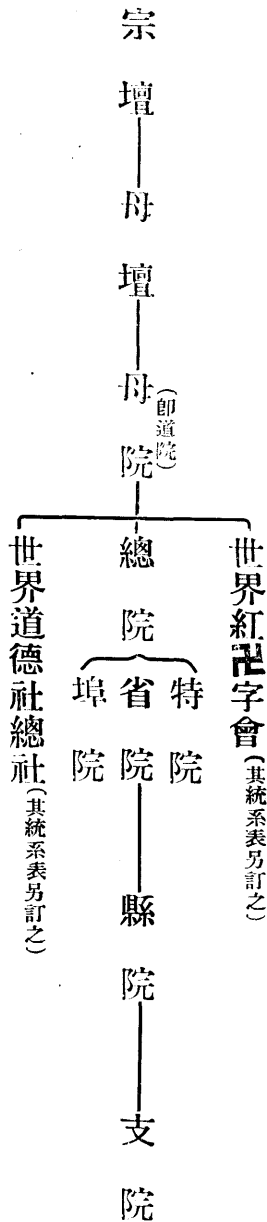 宗壇
母壇
母院
(卽道院)
世界紅卍字會(其統系表另訂之)
總院
世界道德社總社(其統系表另訂之)
特院
省院
埠院
縣院
支院